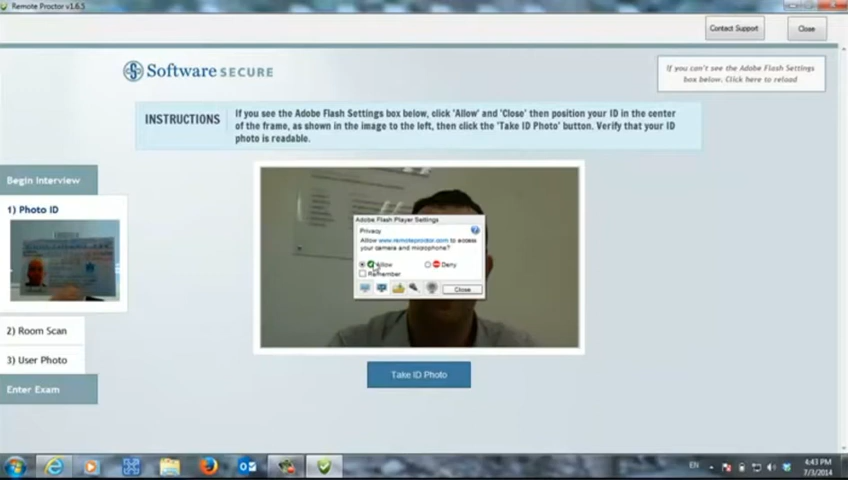 Remote Proctor v1.6.5
Contact Support
Close
Software SECURE
If you can't see the Adobe Flash Settings
box below. Click here to reload
INSTRUCTIONS
If you see the Adobe Flash Settings box below, click 'Allow' and 'Close' then position your ID in the center
of the frame, as shown in the image to the left, then click the 'Take ID Photo' button. Verify that your ID
photo is readable.
Begin Interview
1) Photo ID
2) Room Scan
3) User Photo
Enter Exam
Adobe Flash Player Settings
Privacy
Allow www.remoteproctor.com to access
your camera and microphone?
Allow
Deny
Remember
Close
Take ID Photo
EN
4:43 PM
7/3/2014